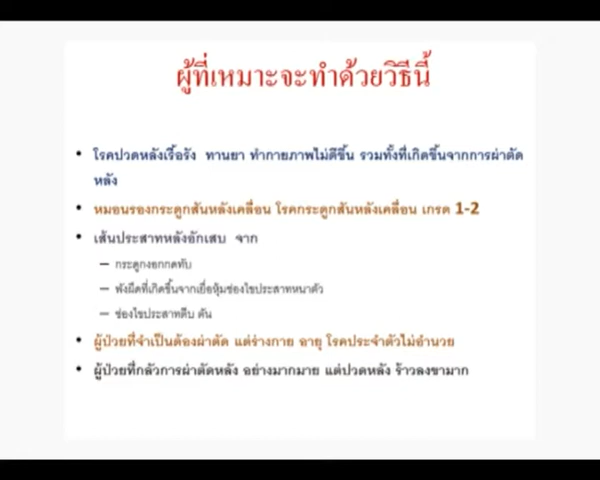 ผู้ที่เหมาะจะทำด้วยวิธีนี้
• โรคปวดหลังเรื้อรัง ทานยา ทำกายภาพไม่ดีขึ้น รวมทั้งที่เกิดขึ้นจากการผ่าตัด
หลัง
• หมอนรองกระดูกสันหลังเคลื่อน โรคกระดูกสันหลังเคลื่อน เกรด 1-2
• เส้นประสาทหลังอักเสบ จาก
– กระดูกงอกกดทับ
– พังผืดที่เกิดขึ้นจากเยื่อหุ้มช่องไขประสาทหนาตัว
– ช่องไขประสาทตีบ ตัน
• ผู้ป่วยที่จำเป็นต้องผ่าตัด แต่ร่างกาย อายุ โรคประจำตัวไม่อำนวย
• ผู้ป่วยที่กลัวการผ่าตัดหลัง อย่างมากมาย แต่ปวดหลัง ร้าวลงขามาก